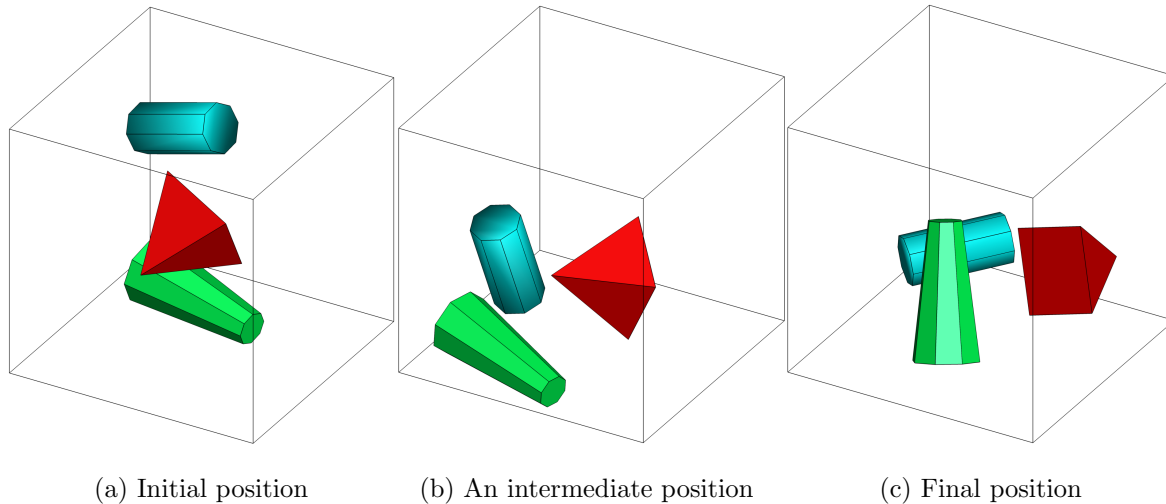 (a) Initial position
(b) An intermediate position
(c) Final position